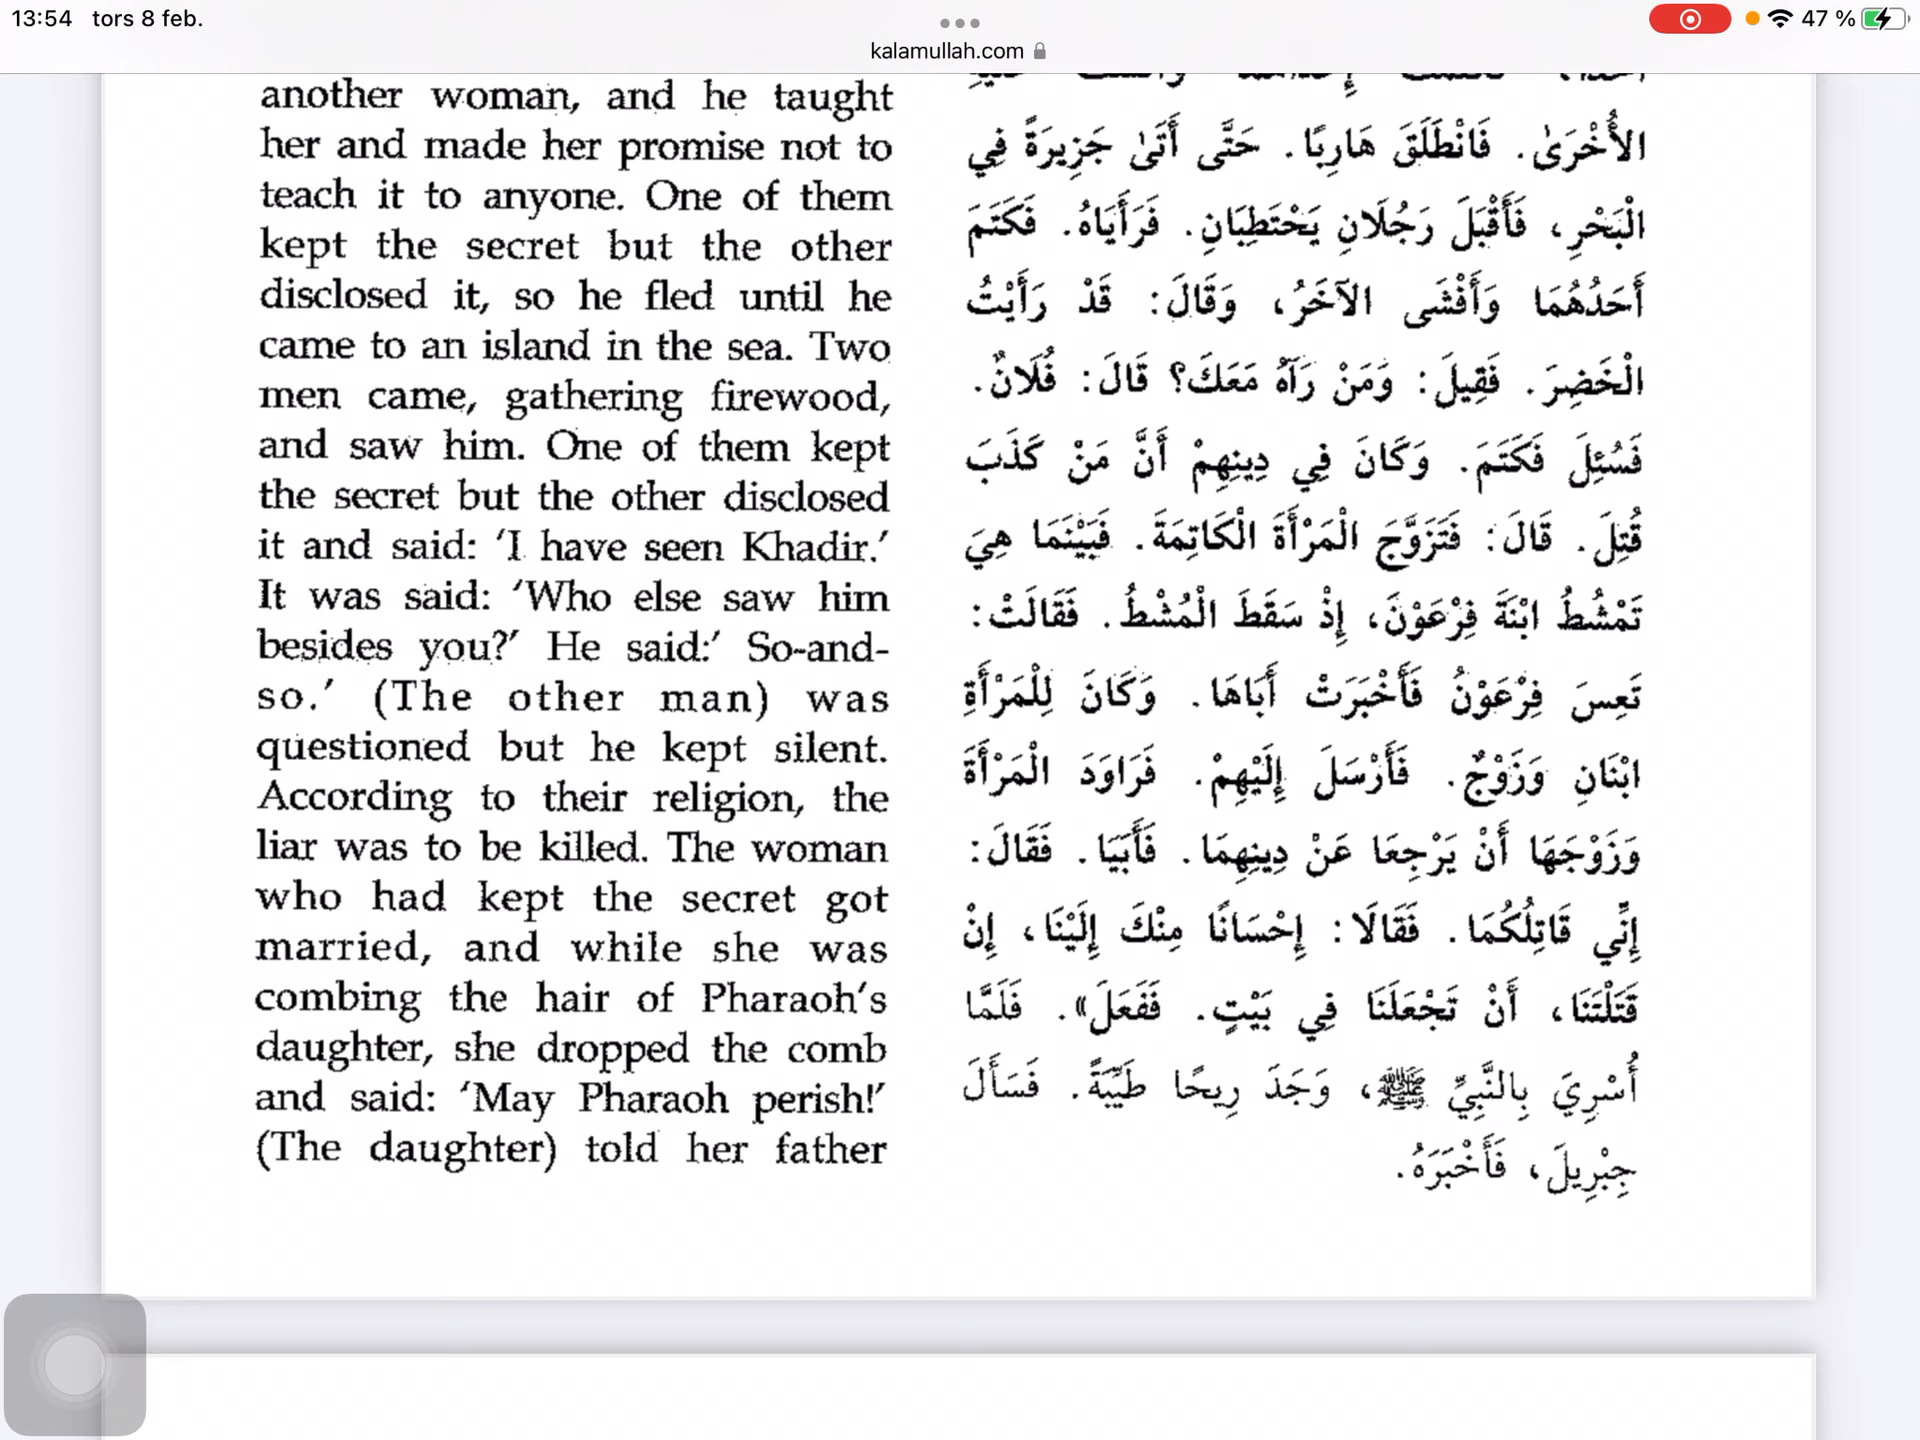 13:54 tors 8 feb.
47 %
kalamullah.com
another woman, and he taught
her and made her promise not to
teach it to anyone. One of them
kept the secret but the other
disclosed it, so he fled until he
came to an island in the sea. Two
men came, gathering firewood,
and saw him. One of them kept
the secret but the other disclosed
it and said: ‘I have seen Khadir.’
It was said: ‘Who else saw him
besides you?’ He said:’ So-and-
so.’ (The other man) was
questioned but he kept silent.
According to their religion, the
liar was to be killed. The woman
who had kept the secret got
married, and while she was
combing the hair of Pharaoh’s
daughter, she dropped the comb
and said: ‘May Pharaoh perish!’
(The daughter) told her father
الأُخْرَىٰ. فَانْطَلَقَ هَارِبًا. حَتَّى أَتَىٰ جَزِيرَةً فِي
الْبَحْرِ، فَأَقْبَلَ رَجُلَانِ يَحْتَطِبَانِ. فَرَأَيَاهُ. فَكَتَمَ
أَحَدُهُمَا وَأَفْشَى الآخَرُ، وَقَالَ: قَدْ رَأَيْتُ
الْخَضِرَ. فَقِيلَ: وَمَنْ رَآهُ مَعَكَ؟ قَالَ: فُلَانٌ.
فَسُئِلَ فَكَتَمَ. وَكَانَ فِي دِينِهِمْ أَنَّ مَنْ كَذَبَ
قُتِلَ. قَالَ: فَتَزَوَّجَ الْمَرْأَةَ الْكَاتِمَةَ. فَبَيْنَمَا هِيَ
تَمْشُطُ ابْنَةَ فِرْعَوْنَ، إِذْ سَقَطَ الْمُشْطُ. فَقَالَتْ:
تَعِسَ فِرْعَوْنُ فَأَخْبَرَتْ أَبَاهَا. وَكَانَ لِلْمَرْأَةِ
ابْنَانِ وَزَوْجٌ. فَأَرْسَلَ إِلَيْهِمْ. فَرَاوَدَ الْمَرْأَةَ
وَزَوْجَهَا أَنْ يَرْجِعَا عَنْ دِينِهِمَا. فَأَبَيَا. فَقَالَ:
إِنِّي قَاتِلُكُمَا. فَقَالَا: إِحْسَانًا مِنْكَ إِلَيْنَا، إِنْ
قَتَلْتَنَا، أَنْ تَجْعَلَنَا فِي بَيْتٍ. فَفَعَلَ». فَلَمَّا
أُسْرِيَ بِالنَّبِيِّ ﷺ، وَجَدَ رِيحًا طَيِّبَةً. فَسَأَلَ
جِبْرِيلَ، فَأَخْبَرَهُ.